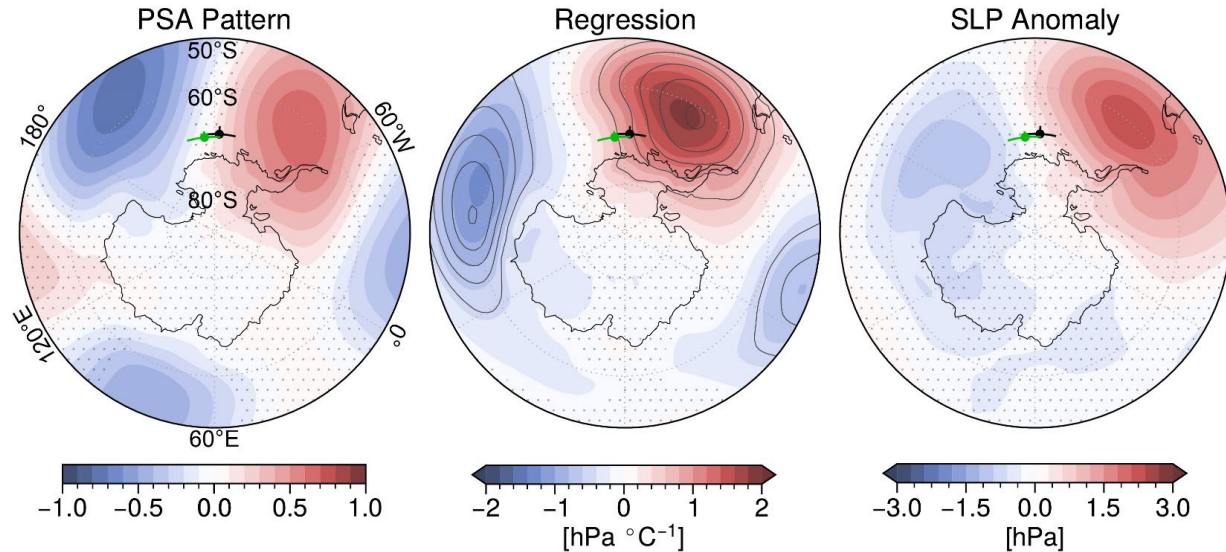 PSA Pattern
Regression
SLP Anomaly
50°S
60°S
80°S
180°
60°W
120°E
0°
60°E
−1.0 −0.5 0.0 0.5 1.0
−2 −1 0 1 2
[hPa °C⁻¹]
−3.0 −1.5 0.0 1.5 3.0
[hPa]